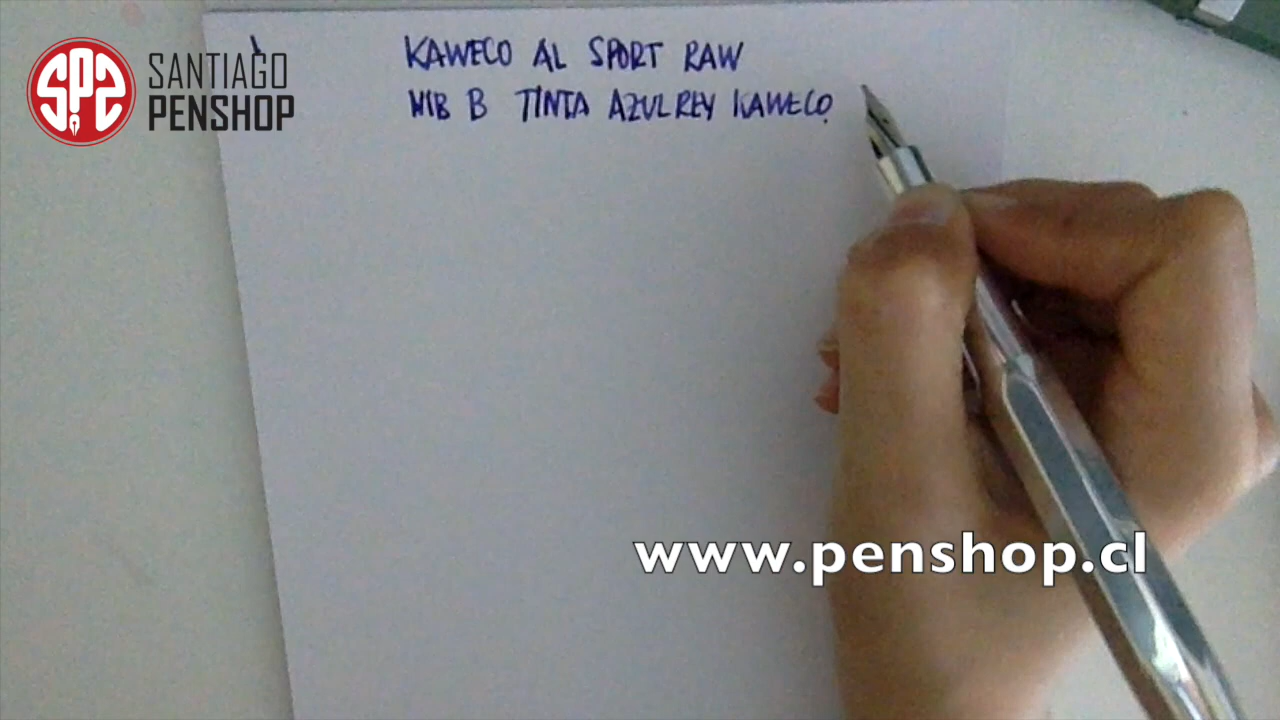 SANTIAGO
PENSHOP
KAWECO AL SPORT RAW
NIB B TINTA AZUL REY KAWECO.
www.penshop.cl